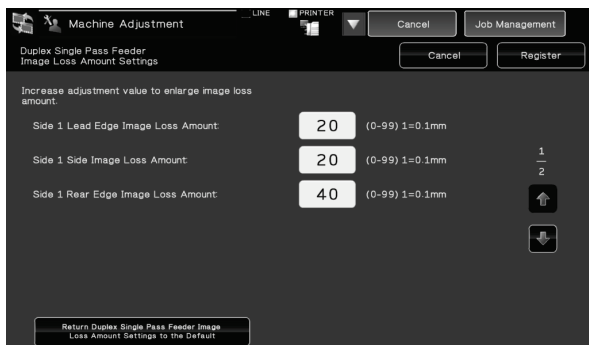 Machine Adjustment
LINE
PRINTER
Cancel
Job Management
Duplex Single Pass Feeder
Image Loss Amount Settings
Cancel
Register
Increase adjustment value to enlarge image loss
amount.
Side 1 Lead Edge Image Loss Amount:
20
(0-99) 1=0.1mm
Side 1 Side Image Loss Amount:
20
(0-99) 1=0.1mm
Side 1 Rear Edge Image Loss Amount:
40
(0-99) 1=0.1mm
1
2
Return Duplex Single Pass Feeder Image
Loss Amount Settings to the Default